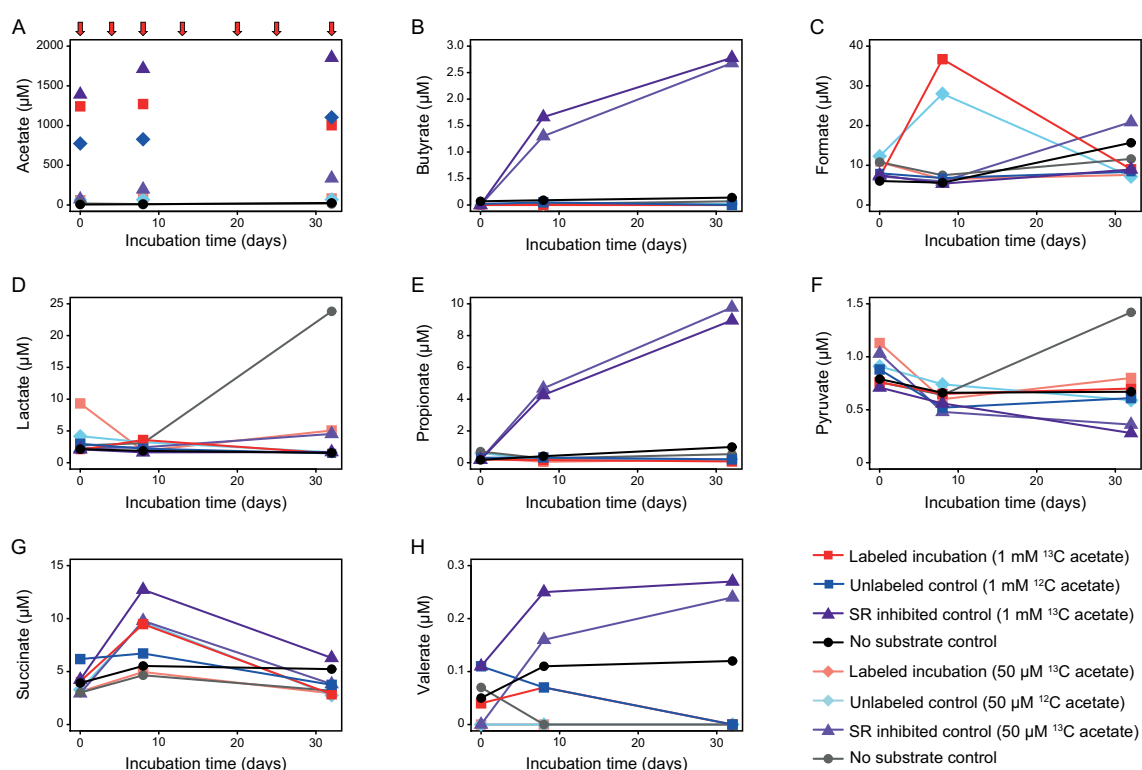 A
2000
1500
1000
500
0
Acetate (µM)
0
10
20
30
Incubation time (days)
B
3.0
2.5
2.0
1.5
1.0
1.5
0
Butyrate (µM)
0
10
20
30
Incubation time (days)
C
40
30
20
10
0
Formate (µM)
0
10
20
30
Incubation time (days)
D
25
20
15
10
5
0
Lactate (µM)
0
10
20
30
Incubation time (days)
E
10
8
6
4
2
0
Propionate (µM)
0
10
20
30
Incubation time (days)
F
1.5
1.0
0.5
0
Pyruvate (µM)
0
10
20
30
Incubation time (days)
G
15
10
5
0
Succinate (µM)
0
10
20
30
Incubation time (days)
H
0.3
0.2
0.1
0
Valerate (µM)
0
10
20
30
Incubation time (days)
Labeled incubation (1 mM ¹³C acetate)
Unlabeled control (1 mM ¹²C acetate)
SR inhibited control (1 mM ¹³C acetate)
No substrate control
Labeled incubation (50 µM ¹³C acetate)
Unlabeled control (50 µM ¹²C acetate)
SR inhibited control (50 µM ¹³C acetate)
No substrate control